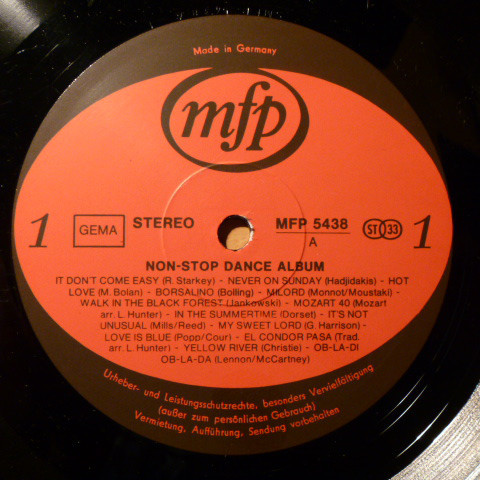 Made in Germany
mfp
1
GEMA
STEREO
MFP 5438
A
ST 33
1
NON-STOP DANCE ALBUM
IT DON'T COME EASY (R. Starkey) - NEVER ON SUNDAY (Hadjidakis) - HOT
LOVE (M. Bolan) - BORSALINO (Bolling) - MILORD (Monnot/Moustaki) -
WALK IN THE BLACK FOREST (Jankowski) - MOZART 40 (Mozart
arr. L. Hunter) - IN THE SUMMERTIME (Dorset) - IT'S NOT
UNUSUAL (Mills/Reed) - MY SWEET LORD (G. Harrison) -
LOVE IS BLUE (Popp/Cour) - EL CONDOR PASA (Trad.
arr. L. Hunter) - YELLOW RIVER (Christie) - OB-LA-DI
OB-LA-DA (Lennon/McCartney)
Urheber- und Leistungsschutzrechte, besonders Vervielfältigung
(außer zum persönlichen Gebrauch)
Vermietung, Aufführung, Sendung vorbehalten